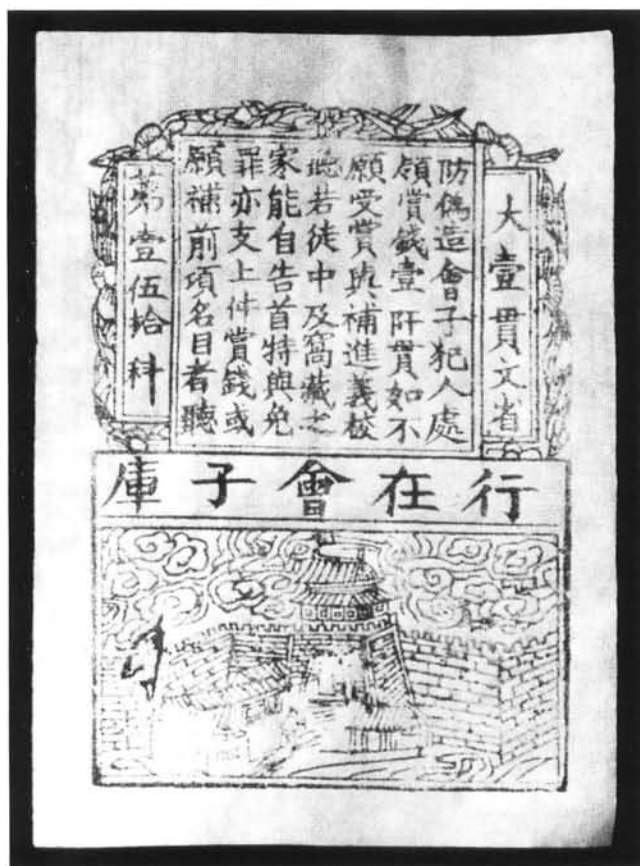 大壹貫文省
防僞造會子犯人處
領賞錢壹阡貫如不
願受賞與補進義校
聽若徒中及窩藏之
家能自告首特與免
罪亦支上件賞錢或
願補前項名目者聽
苐壹伍拾料
行在會子庫